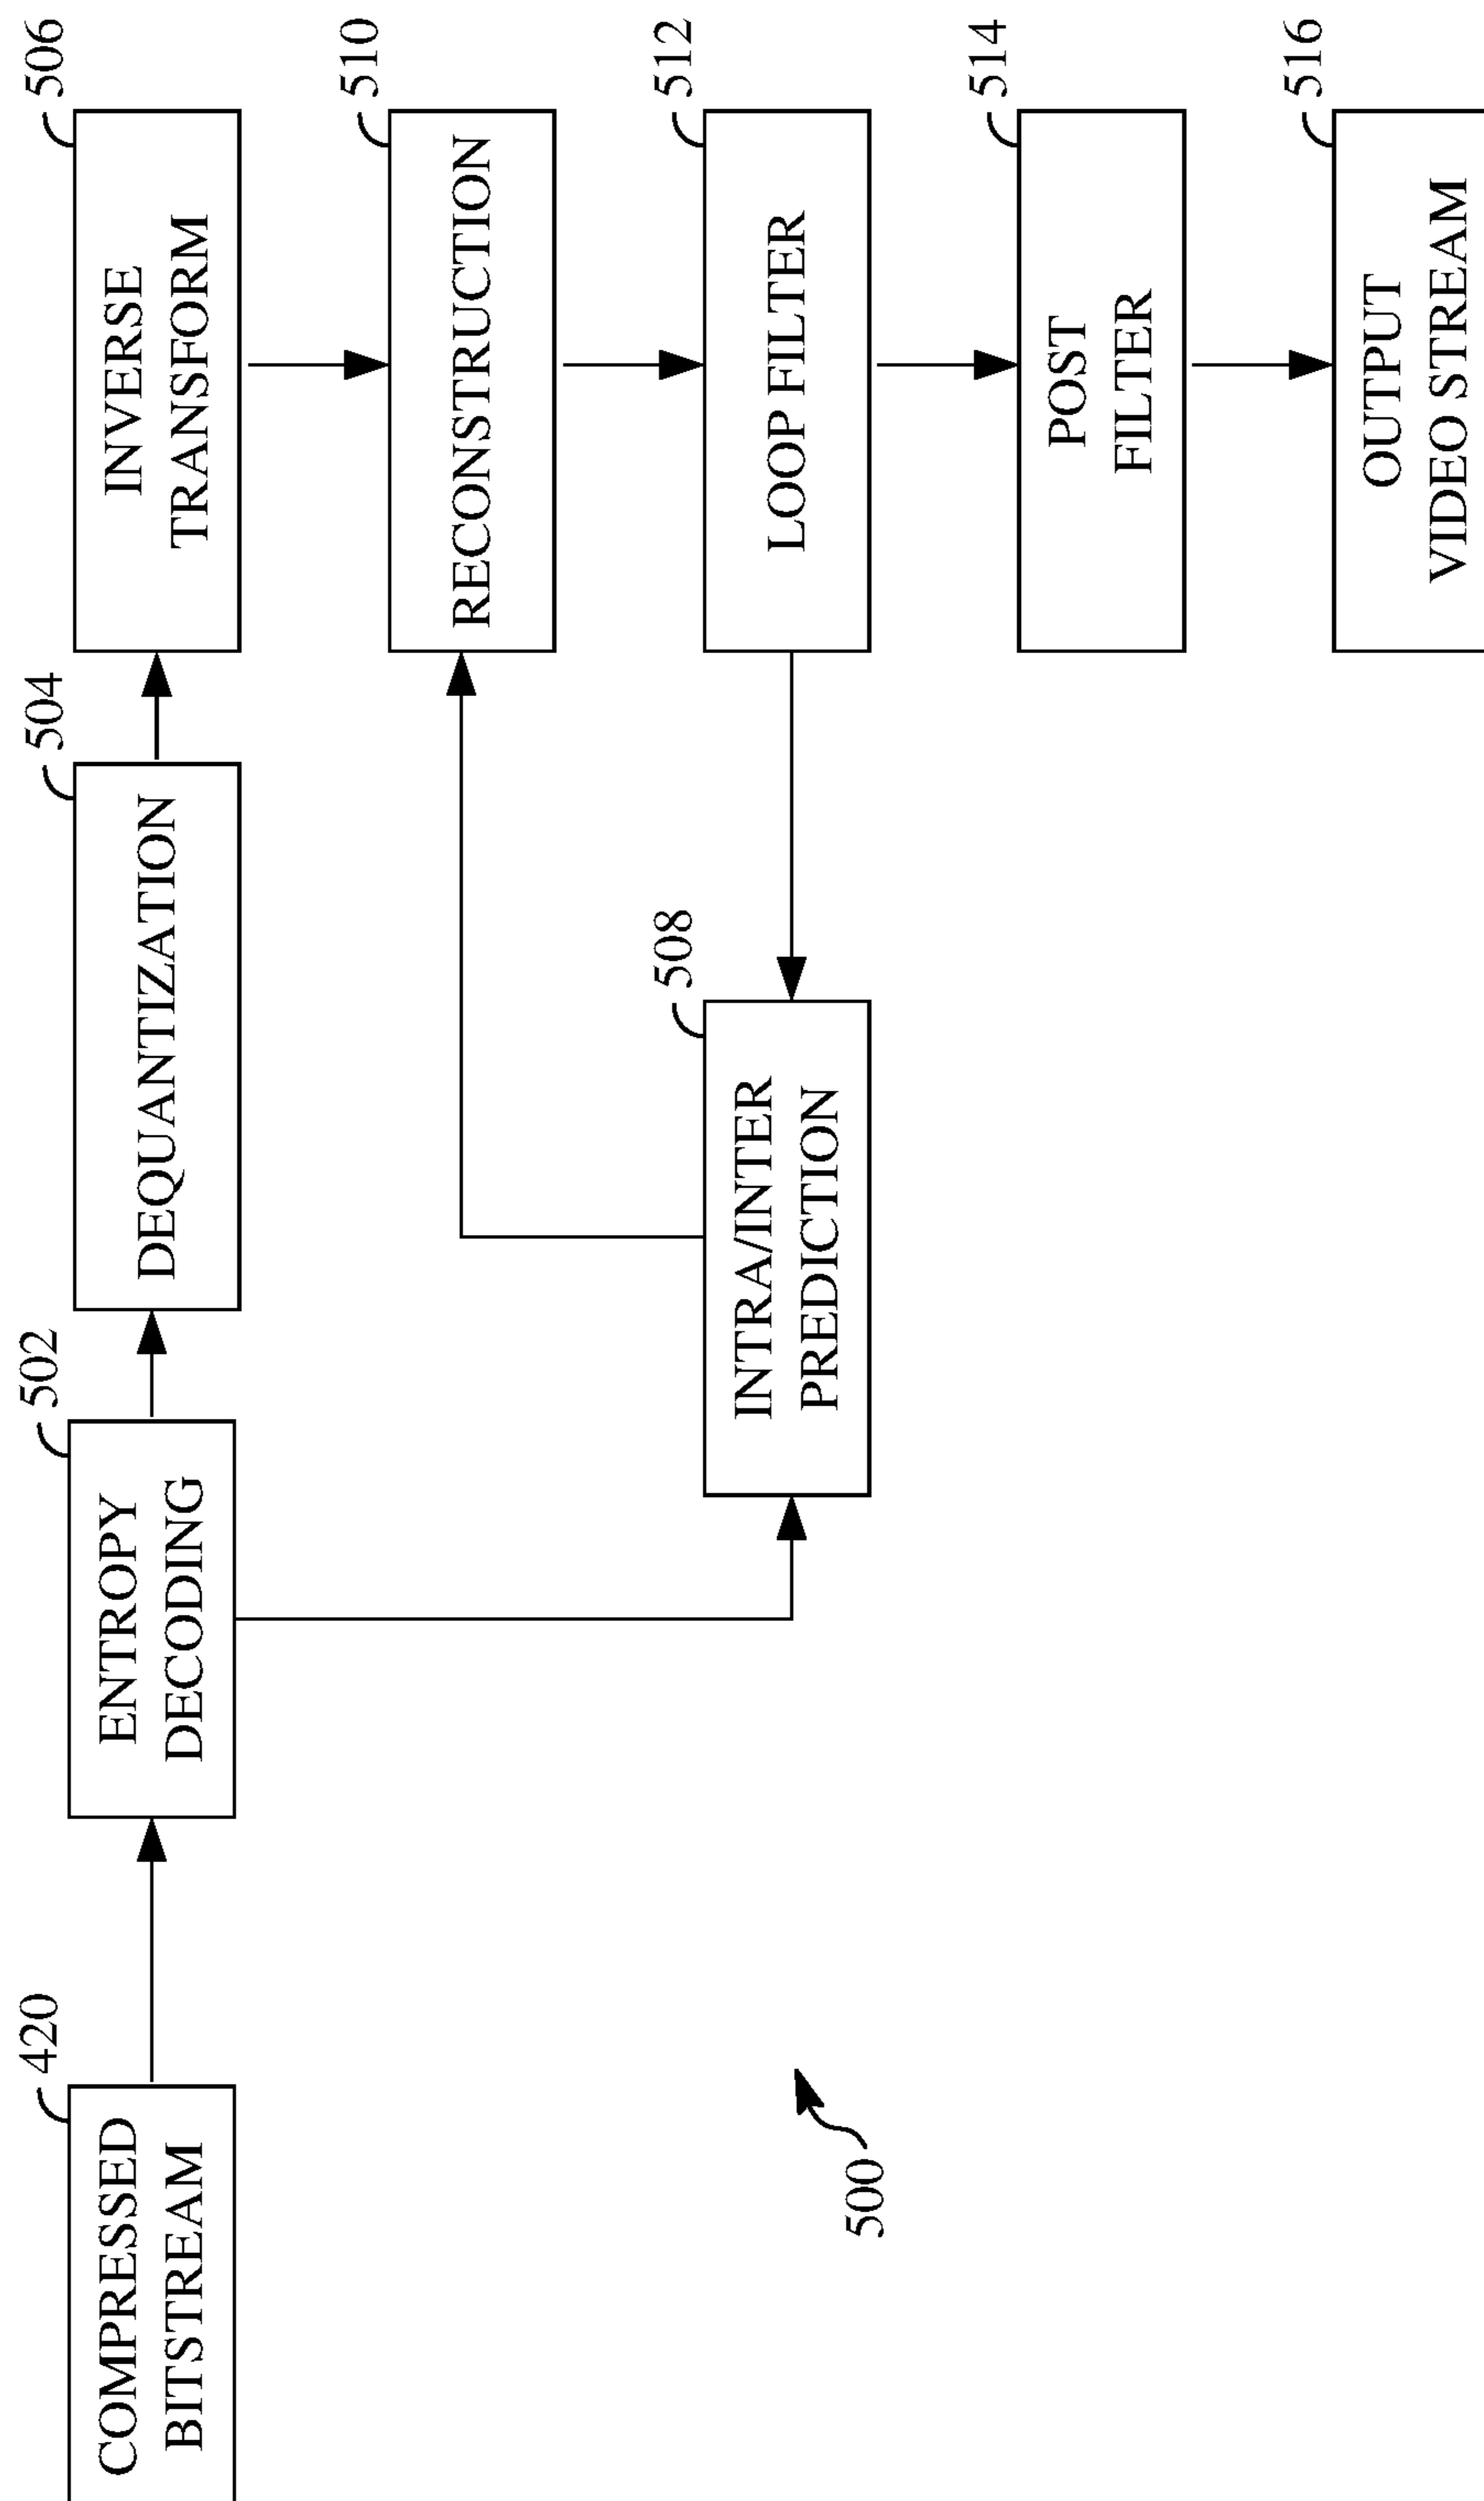 420
COMPRESSED
BITSTREAM
502
ENTROPY
DECODING
504
DEQUANTIZATION
506
INVERSE
TRANSFORM
510
RECONSTRUCTION
508
INTRA/INTER
PREDICTION
512
LOOP FILTER
514
POST
FILTER
516
OUTPUT
VIDEO STREAM
500